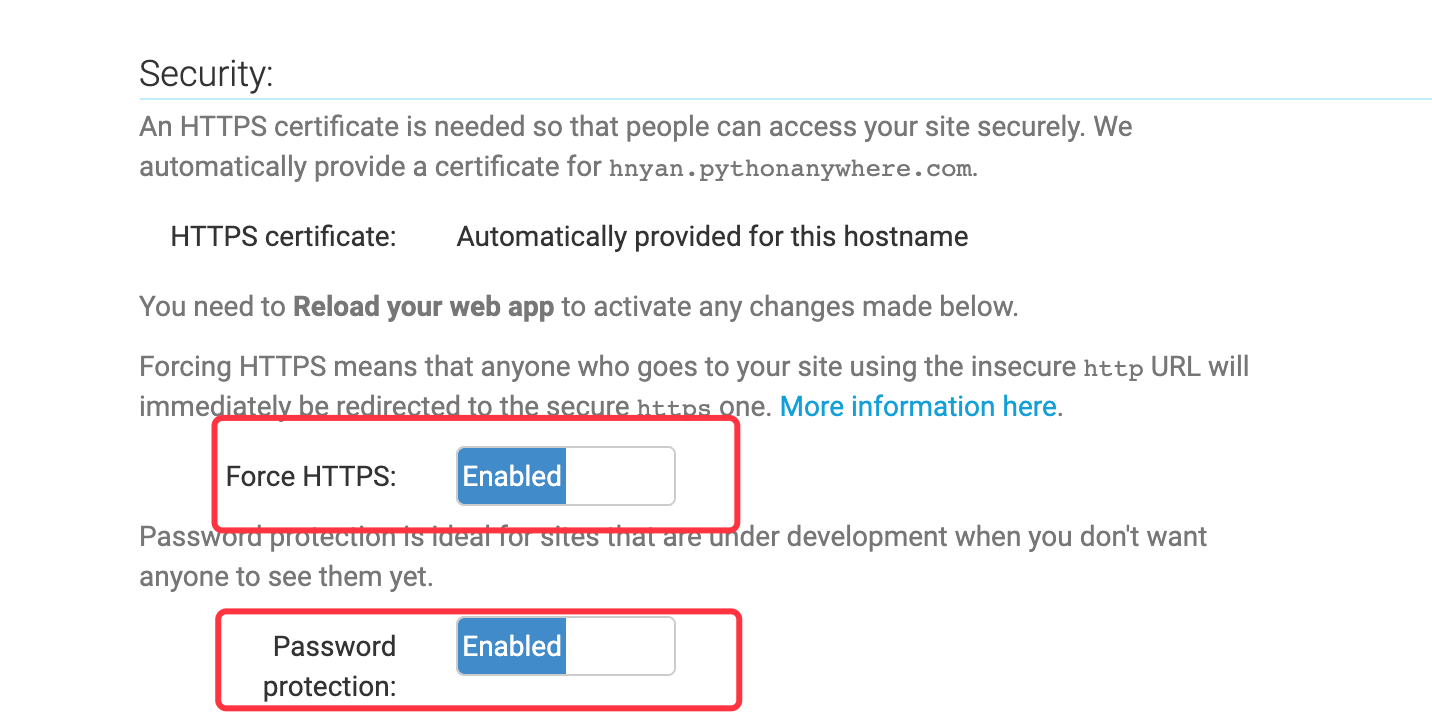 Security:
An HTTPS certificate is needed so that people can access your site securely. We
automatically provide a certificate for hnyan.pythonanywhere.com.
HTTPS certificate: Automatically provided for this hostname
You need to Reload your web app to activate any changes made below.
Forcing HTTPS means that anyone who goes to your site using the insecure http URL will
immediately be redirected to the secure https one. More information here.
Force HTTPS: Enabled
Password protection is ideal for sites that are under development when you don't want
anyone to see them yet.
Password Enabled
protection: